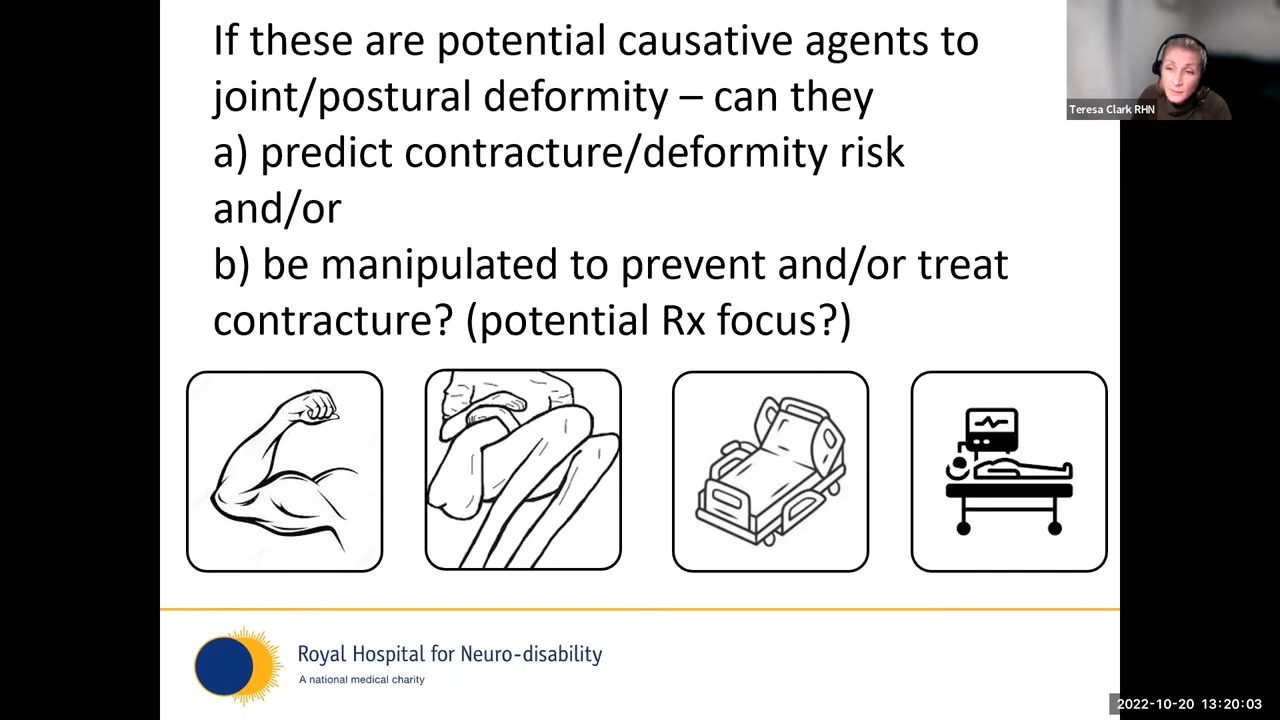 If these are potential causative agents to
joint/postural deformity – can they
a) predict contracture/deformity risk
and/or
b) be manipulated to prevent and/or treat
contracture? (potential Rx focus?)
Teresa Clark RHN
Royal Hospital for Neuro-disability
A national medical charity
2022-10-20 13:20:03